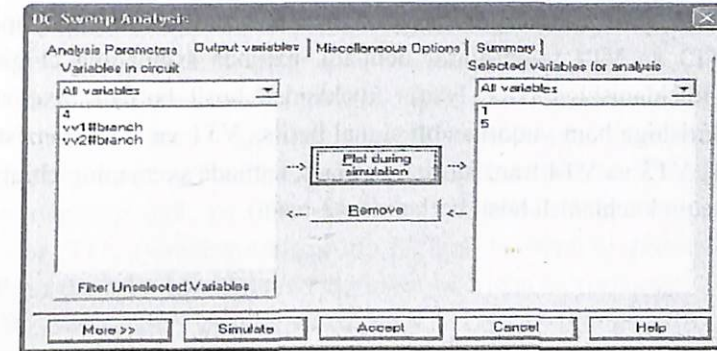 DC Sweep Analysis
Analysis Parameters Output variables Miscellaneous Options Summary
Variables in circuit
Selected variables for analysis
All variables
All variables
4
vv1#branch
vv2#branch
1
5
Plot during
simulation
Remove
Filter Unselected Variables
More>>
Simulate
Accept
Cancel
Help